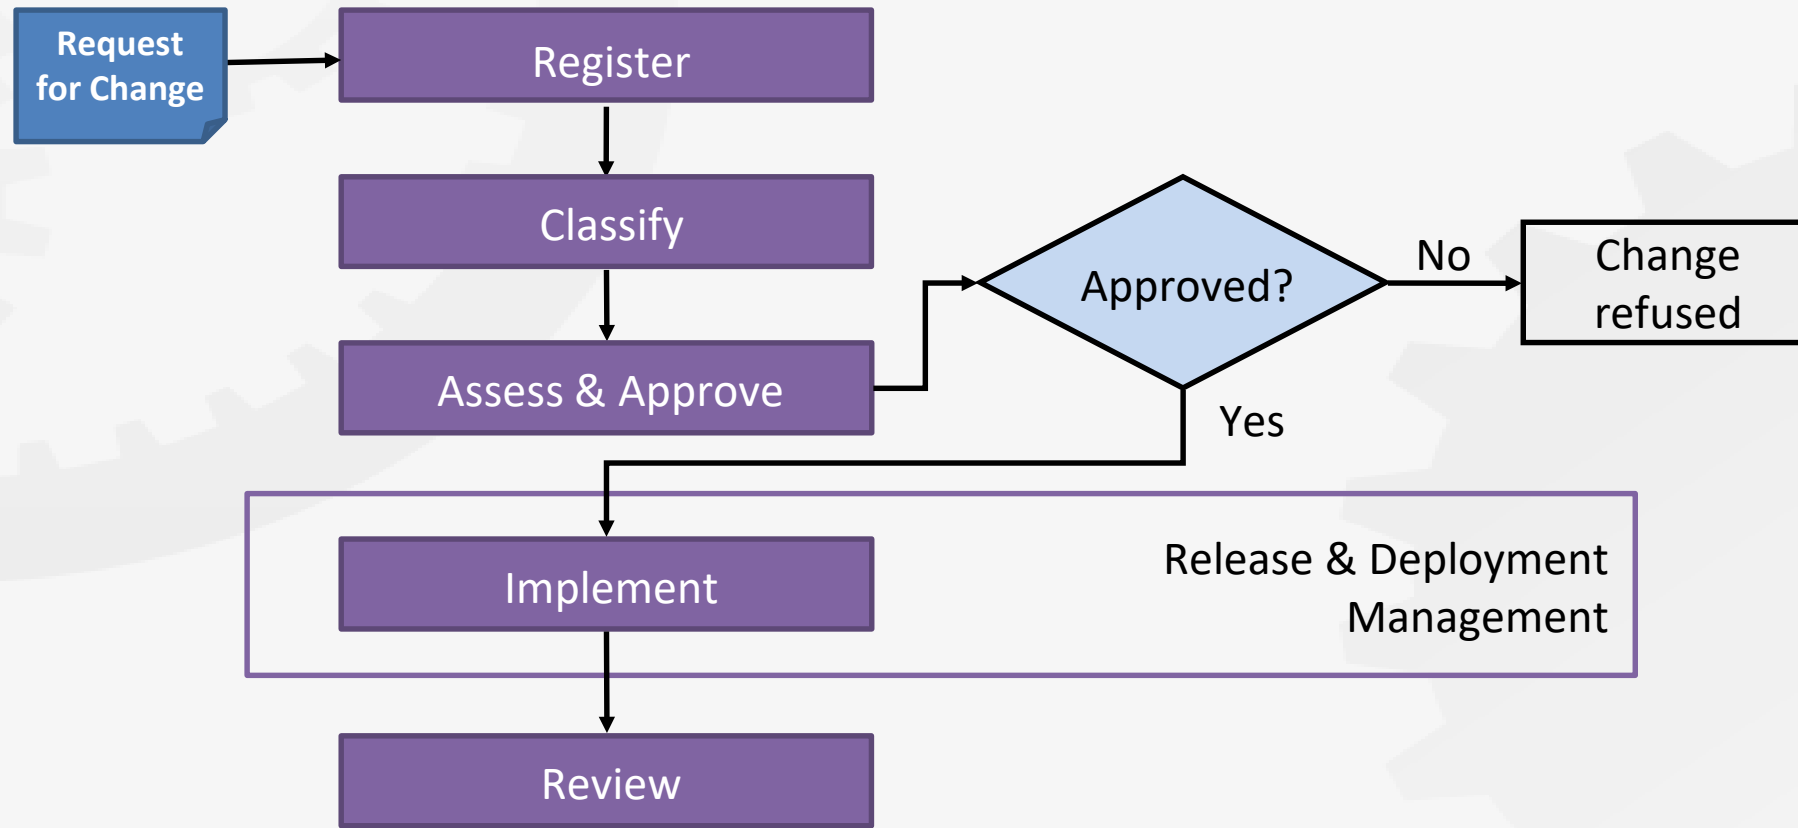 Request
for Change
Register
Classify
Assess & Approve
Approved?
No
Change
refused
Yes
Implement
Release & Deployment
Management
Review